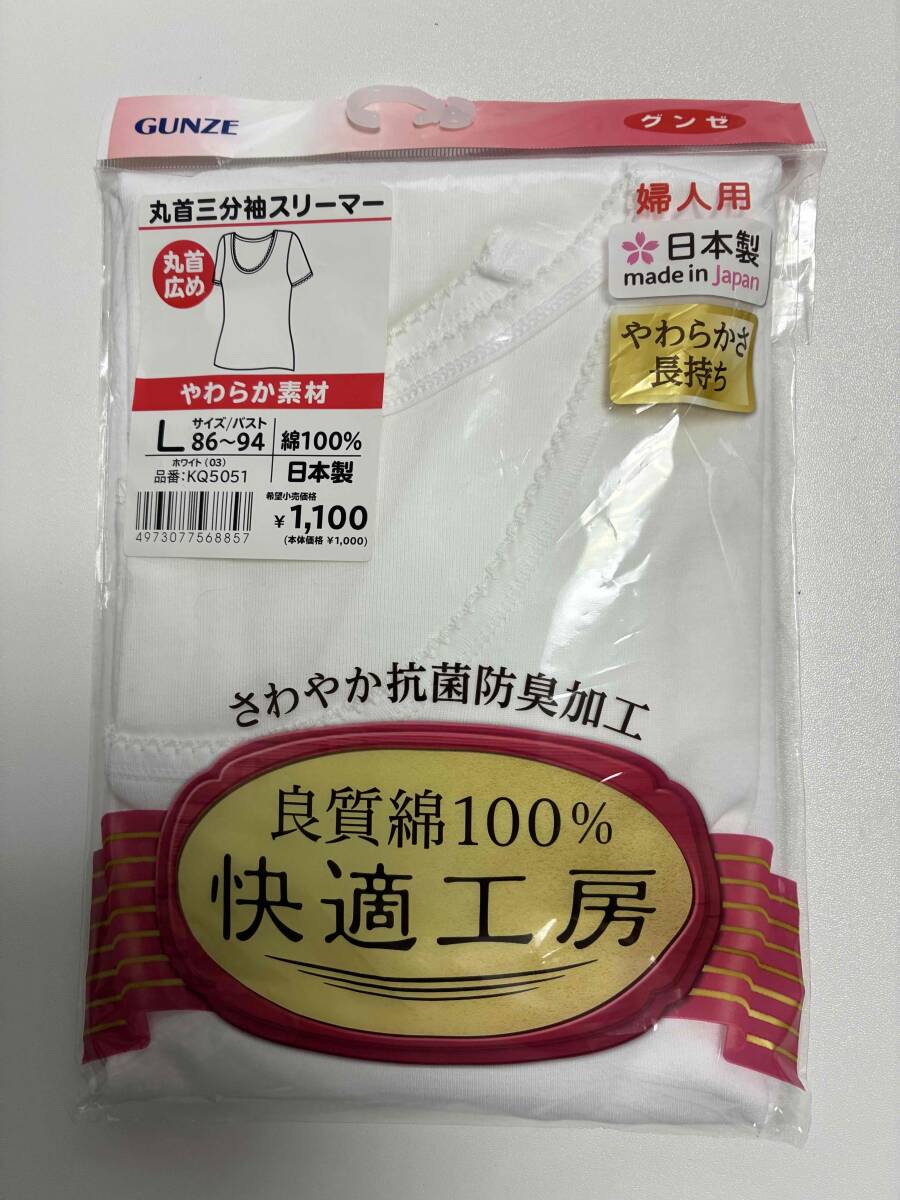 GUNZE
グンゼ
丸首三分袖スリーマー
丸首
広め
やわらか素材
L サイズ/バスト
86～94
綿100%
ホワイト(03)
品番:KQ5051
日本製
希望小売価格
¥1,100
(本体価格 ¥1,000)
4973077568857
婦人用
日本製
made in Japan
やわらかさ
長持ち
さわやか抗菌防臭加工
良質綿100%
快適工房